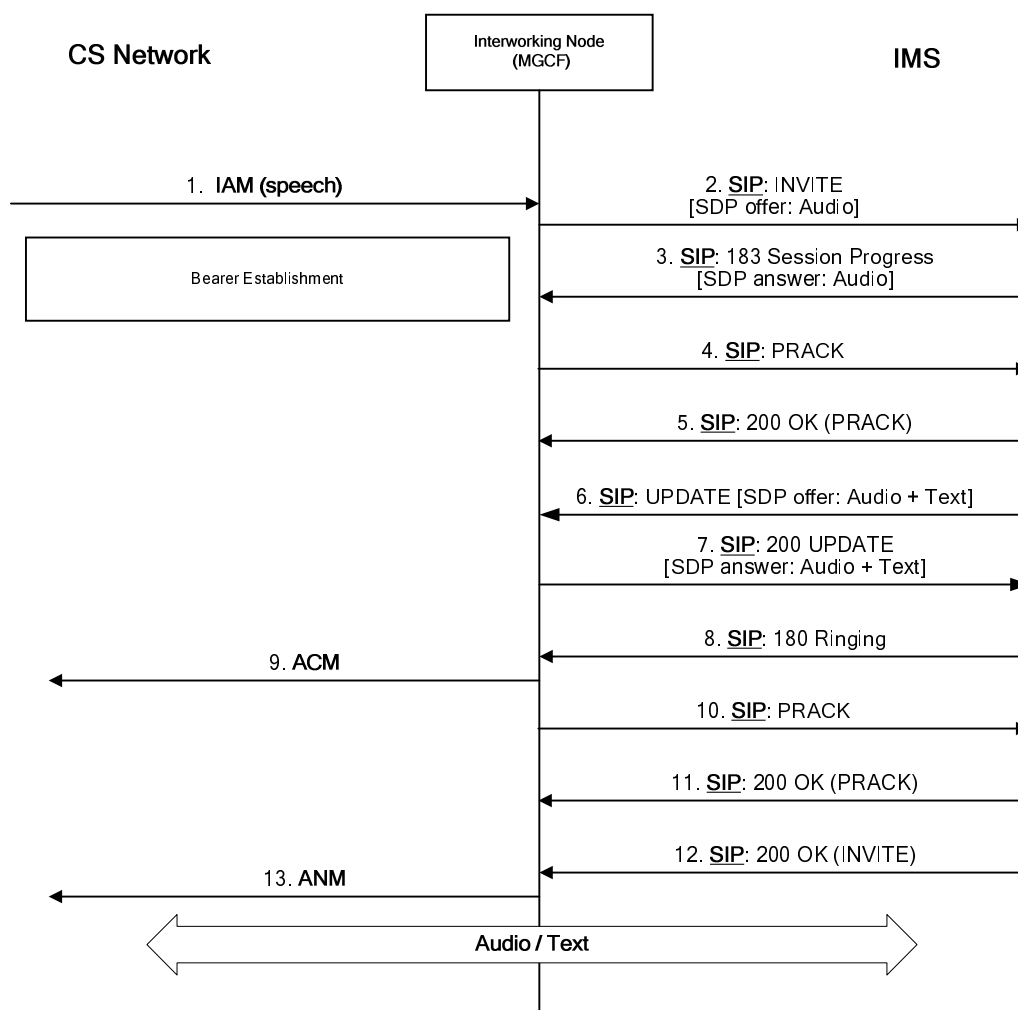 CS Network
Interworking Node
(MGCF)
IMS
1. IAM (speech)
2. SIP: INVITE
[SDP offer: Audio]
Bearer Establishment
3. SIP: 183 Session Progress
[SDP answer: Audio]
4. SIP: PRACK
5. SIP: 200 OK (PRACK)
6. SIP: UPDATE [SDP offer: Audio + Text]
7. SIP: 200 UPDATE
[SDP answer: Audio + Text]
8. SIP: 180 Ringing
9. ACM
10. SIP: PRACK
11. SIP: 200 OK (PRACK)
12. SIP: 200 OK (INVITE)
13. ANM
Audio / Text